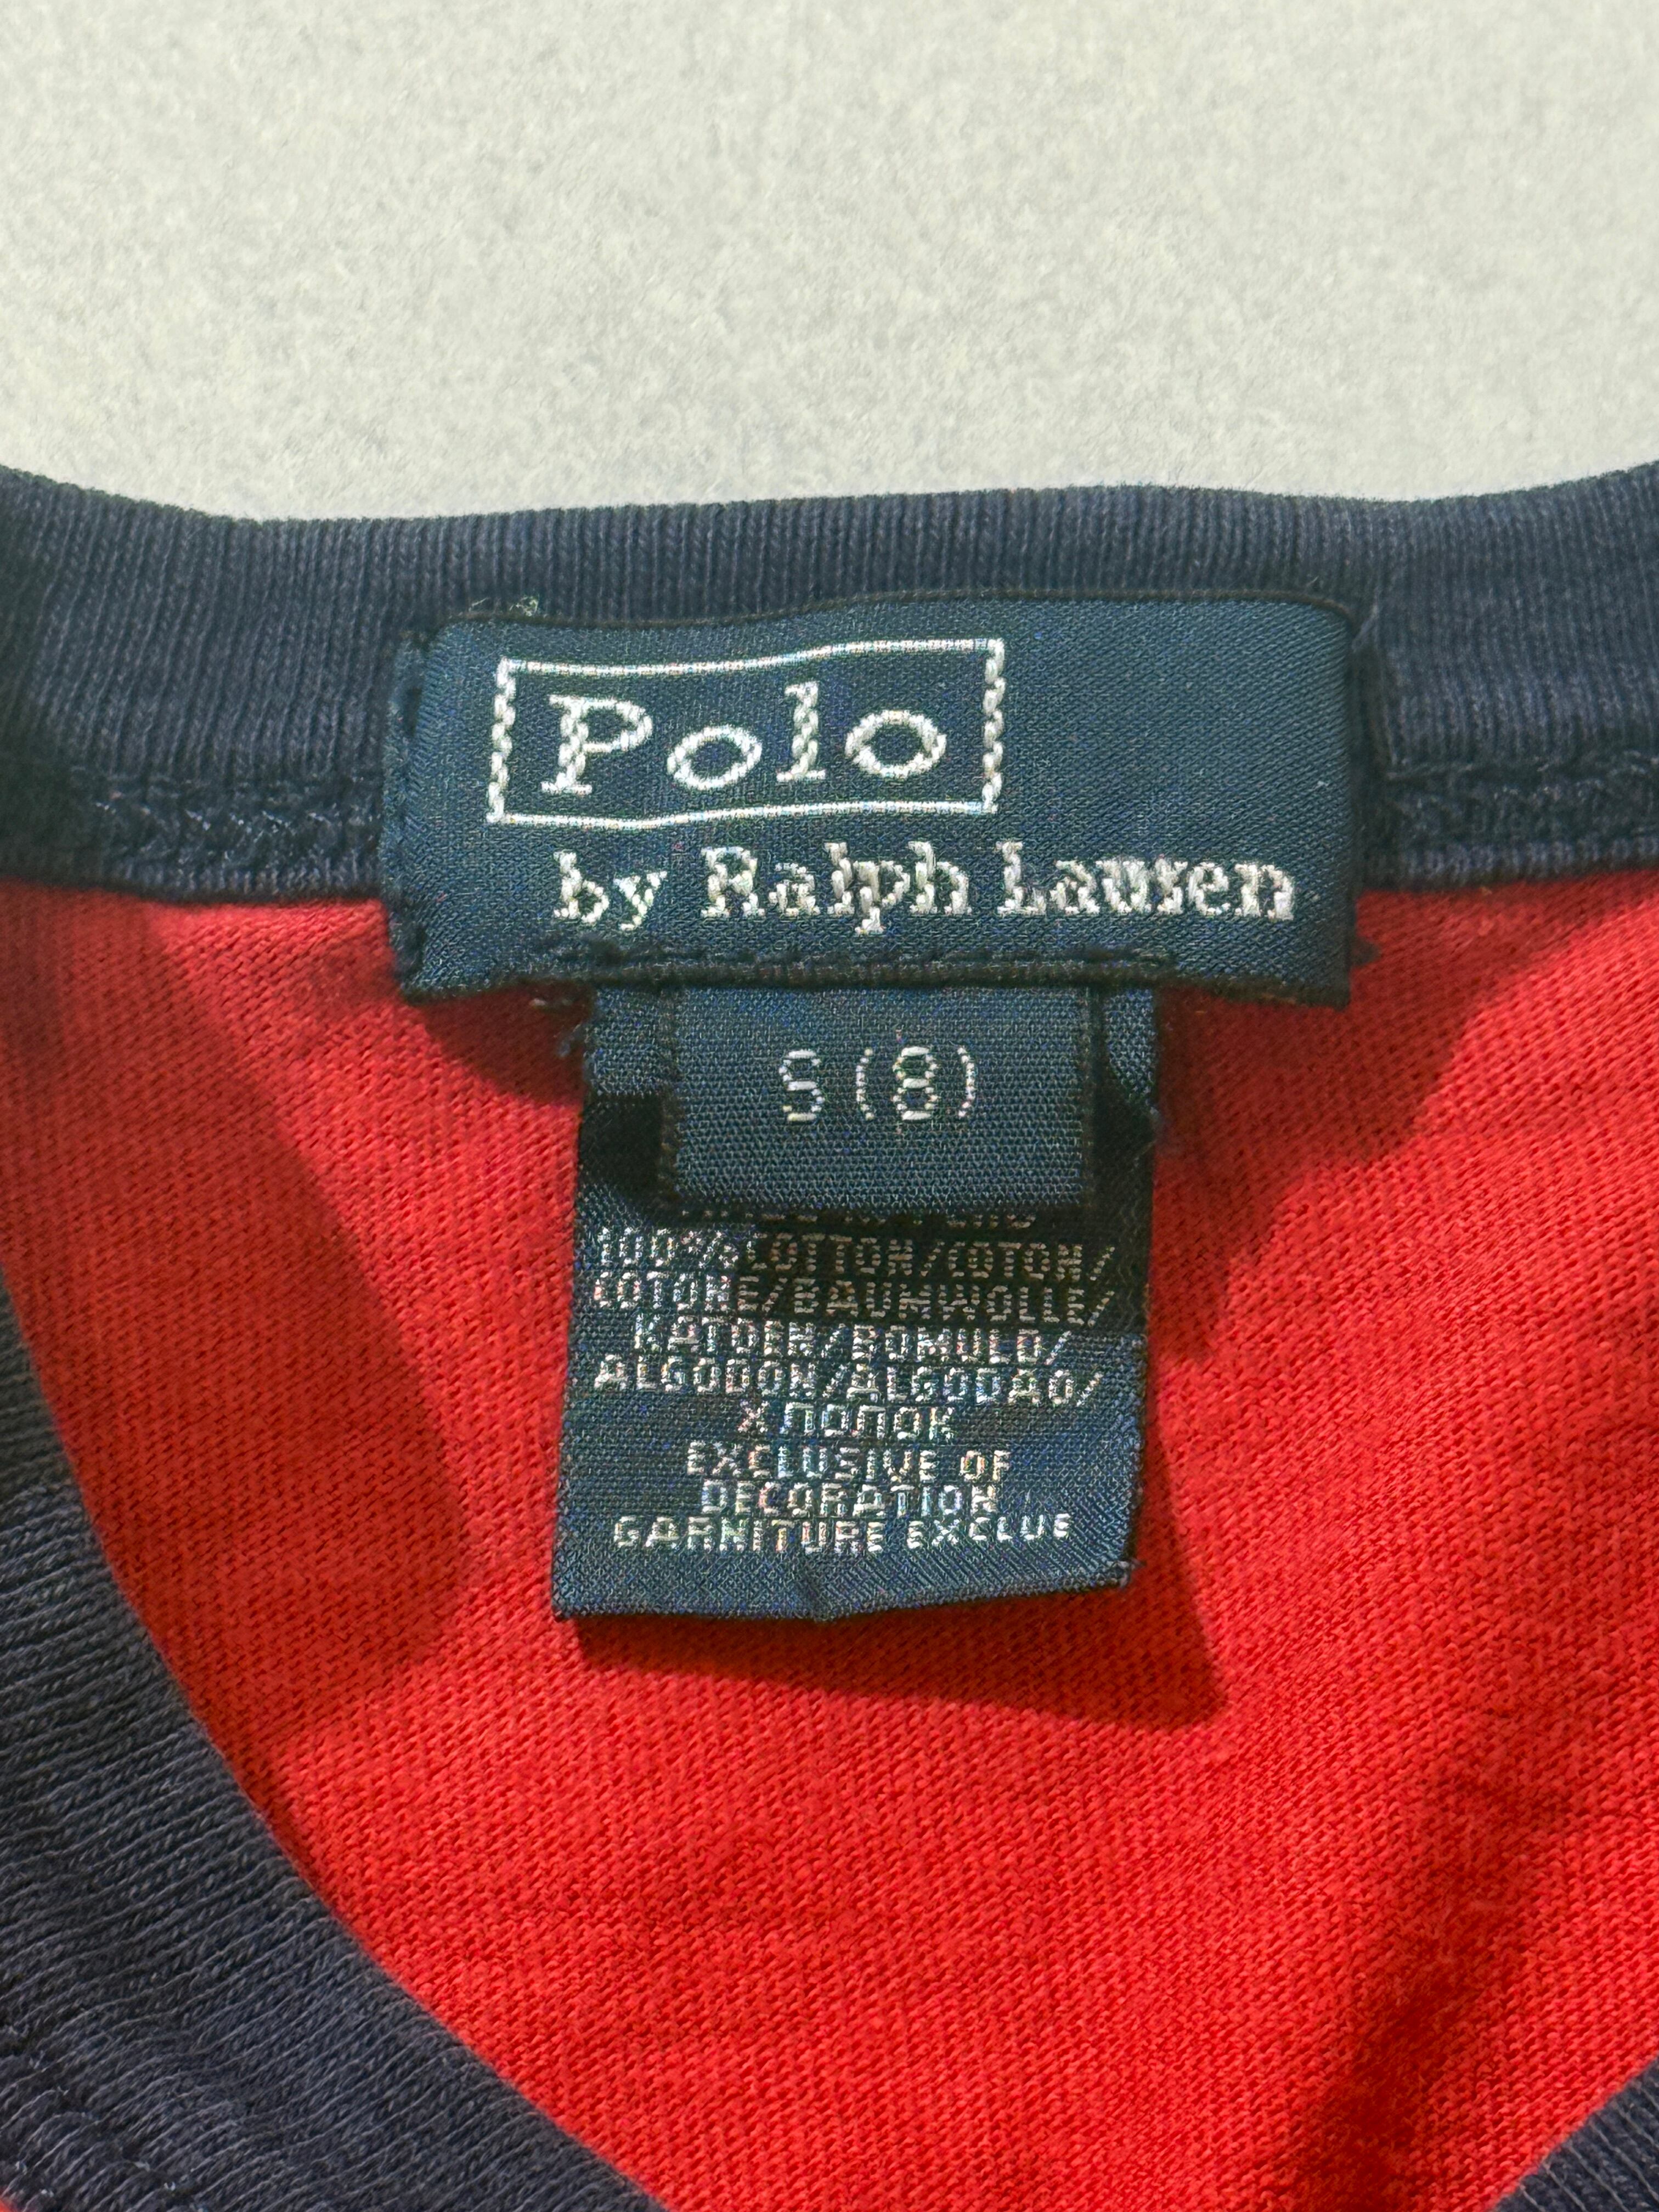 Polo
by Ralph Lauren
S (8)
100% COTTON/COTON/
COTONE/BAUMWOLLE/
KATOEN/BOMULD/
ALGODON/ALGODAO/
ХЛОПОК
EXCLUSIVE OF
DECORATION
GARNITURE EXCLUE